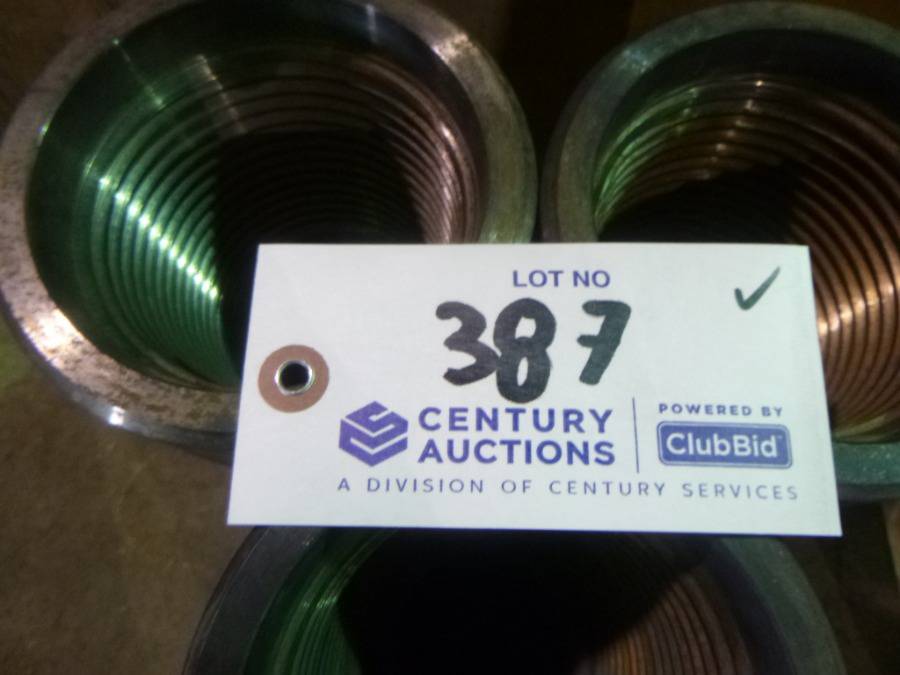 LOT NO
387
CENTURY
AUCTIONS
POWERED BY
ClubBid
A DIVISION OF CENTURY SERVICES